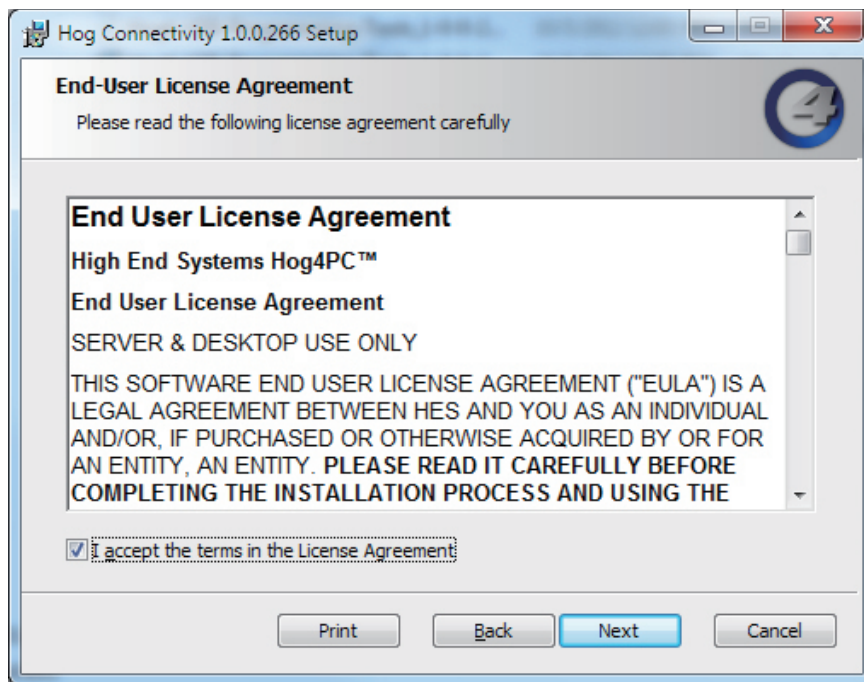 Hog Connectivity 1.0.0.266 Setup
End-User License Agreement
Please read the following license agreement carefully
4
End User License Agreement
High End Systems Hog4PC™
End User License Agreement
SERVER & DESKTOP USE ONLY
THIS SOFTWARE END USER LICENSE AGREEMENT ("EULA") IS A
LEGAL AGREEMENT BETWEEN HES AND YOU AS AN INDIVIDUAL
AND/OR, IF PURCHASED OR OTHERWISE ACQUIRED BY OR FOR
AN ENTITY, AN ENTITY. PLEASE READ IT CAREFULLY BEFORE
COMPLETING THE INSTALLATION PROCESS AND USING THE
I accept the terms in the License Agreement
Print Back Next Cancel